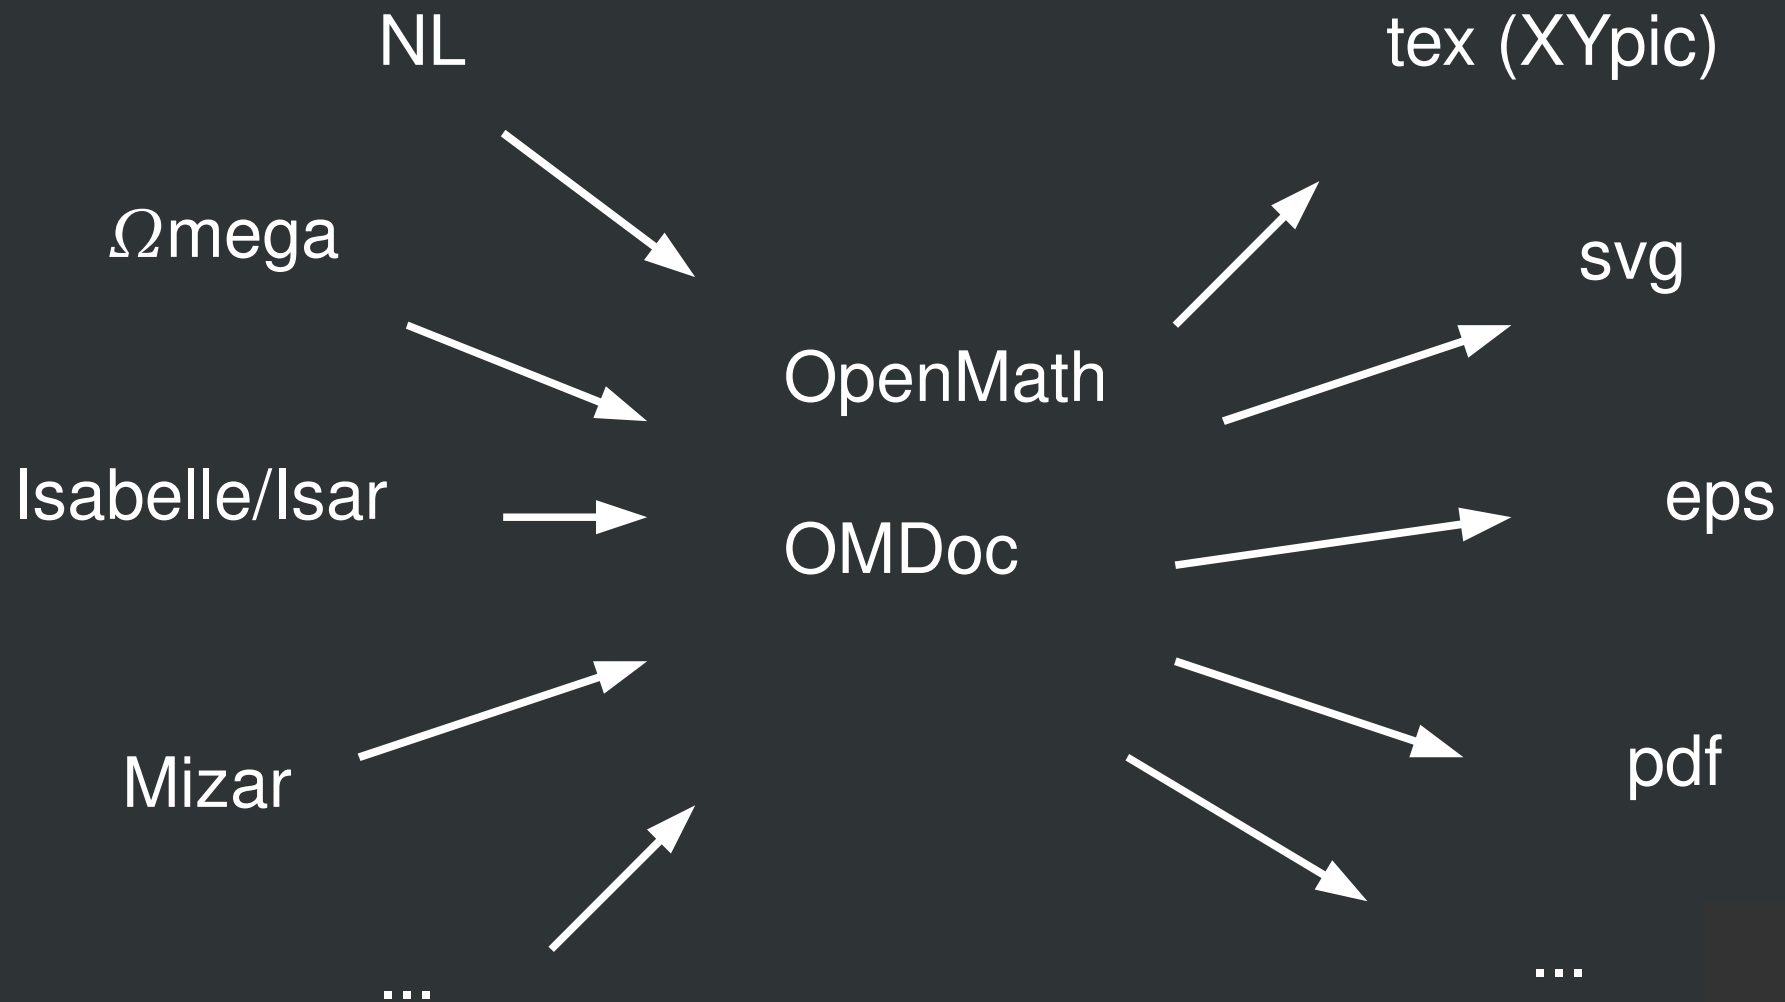 NL
tex (XYpic)
Ωmega
svg
OpenMath
Isabelle/Isar
eps
OMDoc
Mizar
pdf
...
...